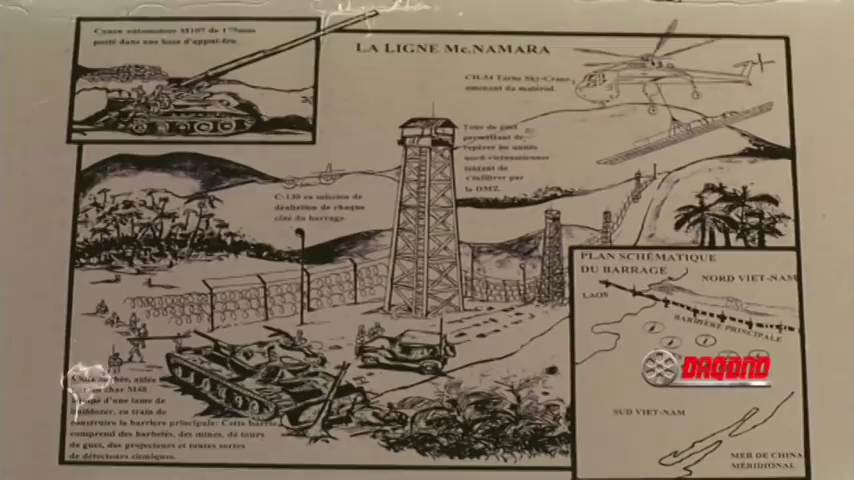 Canon automoteur M107 de 175mm
posté dans une base d'appui-feu.
LA LIGNE Mc.NAMARA
CH-54 Tarhe Sky-Crane
amenant du matériel.
Tour de guet
permettant de
repérer les unités
nord-vietnamiennes
tentant de
s'infiltrer par
la DMZ.
C-130 en mission de
défoliation de chaque
côté du barrage.
PLAN SCHÉMATIQUE
DU BARRAGE
NORD VIET-NAM
LAOS
BARRIÈRE PRINCIPALE
DAQDND
SUD VIET-NAM
MER DE CHINE
MÉRIDIONAL
aidée
char M48
d'une lame de
bulldozer, en train de
construire la barrière principale: Cette barrière
comprend des barbelés, des mines, de tours
de guet, des projecteurs et toutes sortes
de détecteurs sismiques.